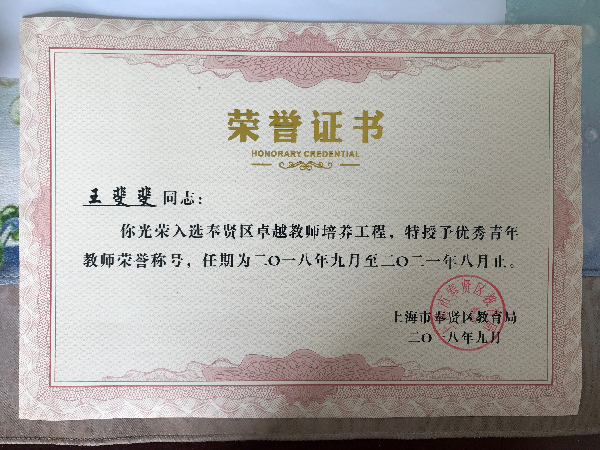 荣誉证书
HONORARY CREDENTIAL
王斐斐 同志：
你光荣入选奉贤区卓越教师培养工程，特授予优秀青年
教师荣誉称号，任期为二〇一八年九月至二〇二一年八月止。
上海市奉贤区教育局
二〇一八年九月